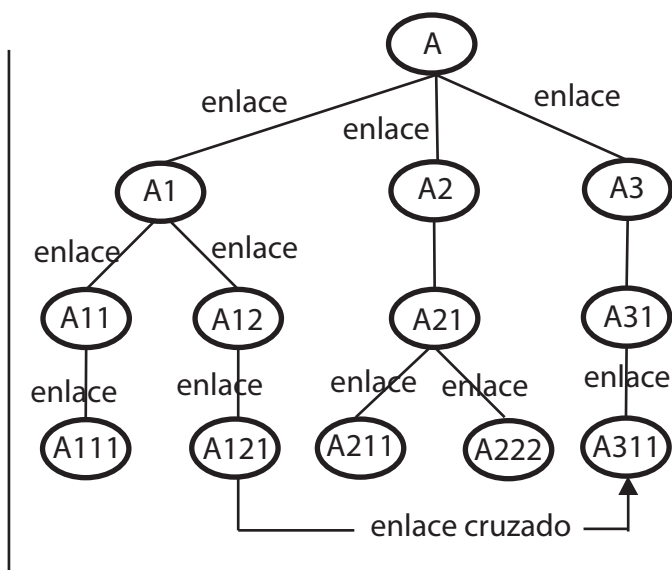 A
enlace
enlace
enlace
A1
A2
A3
enlace
enlace
A11
A12
A21
A31
enlace
enlace
enlace
enlace
enlace
A111
A121
A211
A222
A311
enlace cruzado